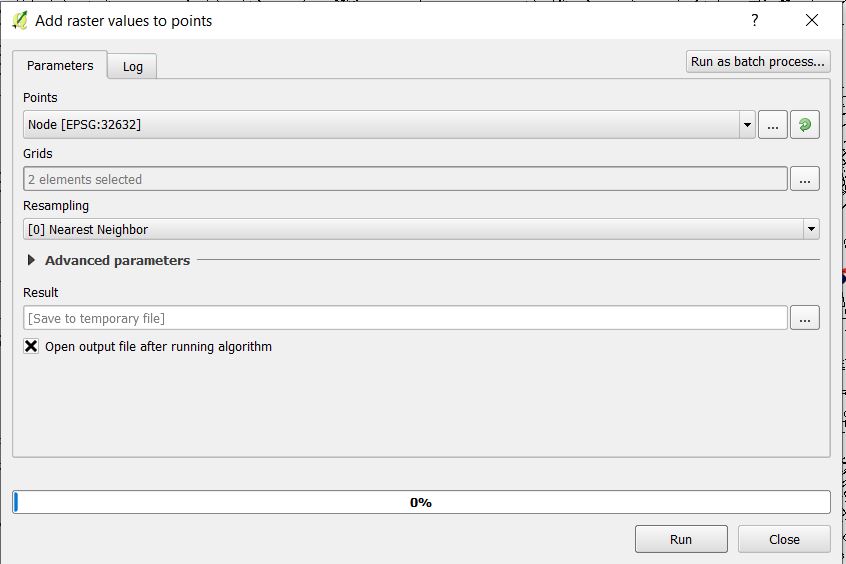 Add raster values to points
?
Parameters
Log
Run as batch process...
Points
Node [EPSG:32632]
...
Grids
2 elements selected
...
Resampling
[0] Nearest Neighbor
Advanced parameters
Result
[Save to temporary file]
...
Open output file after running algorithm
0%
Run
Close